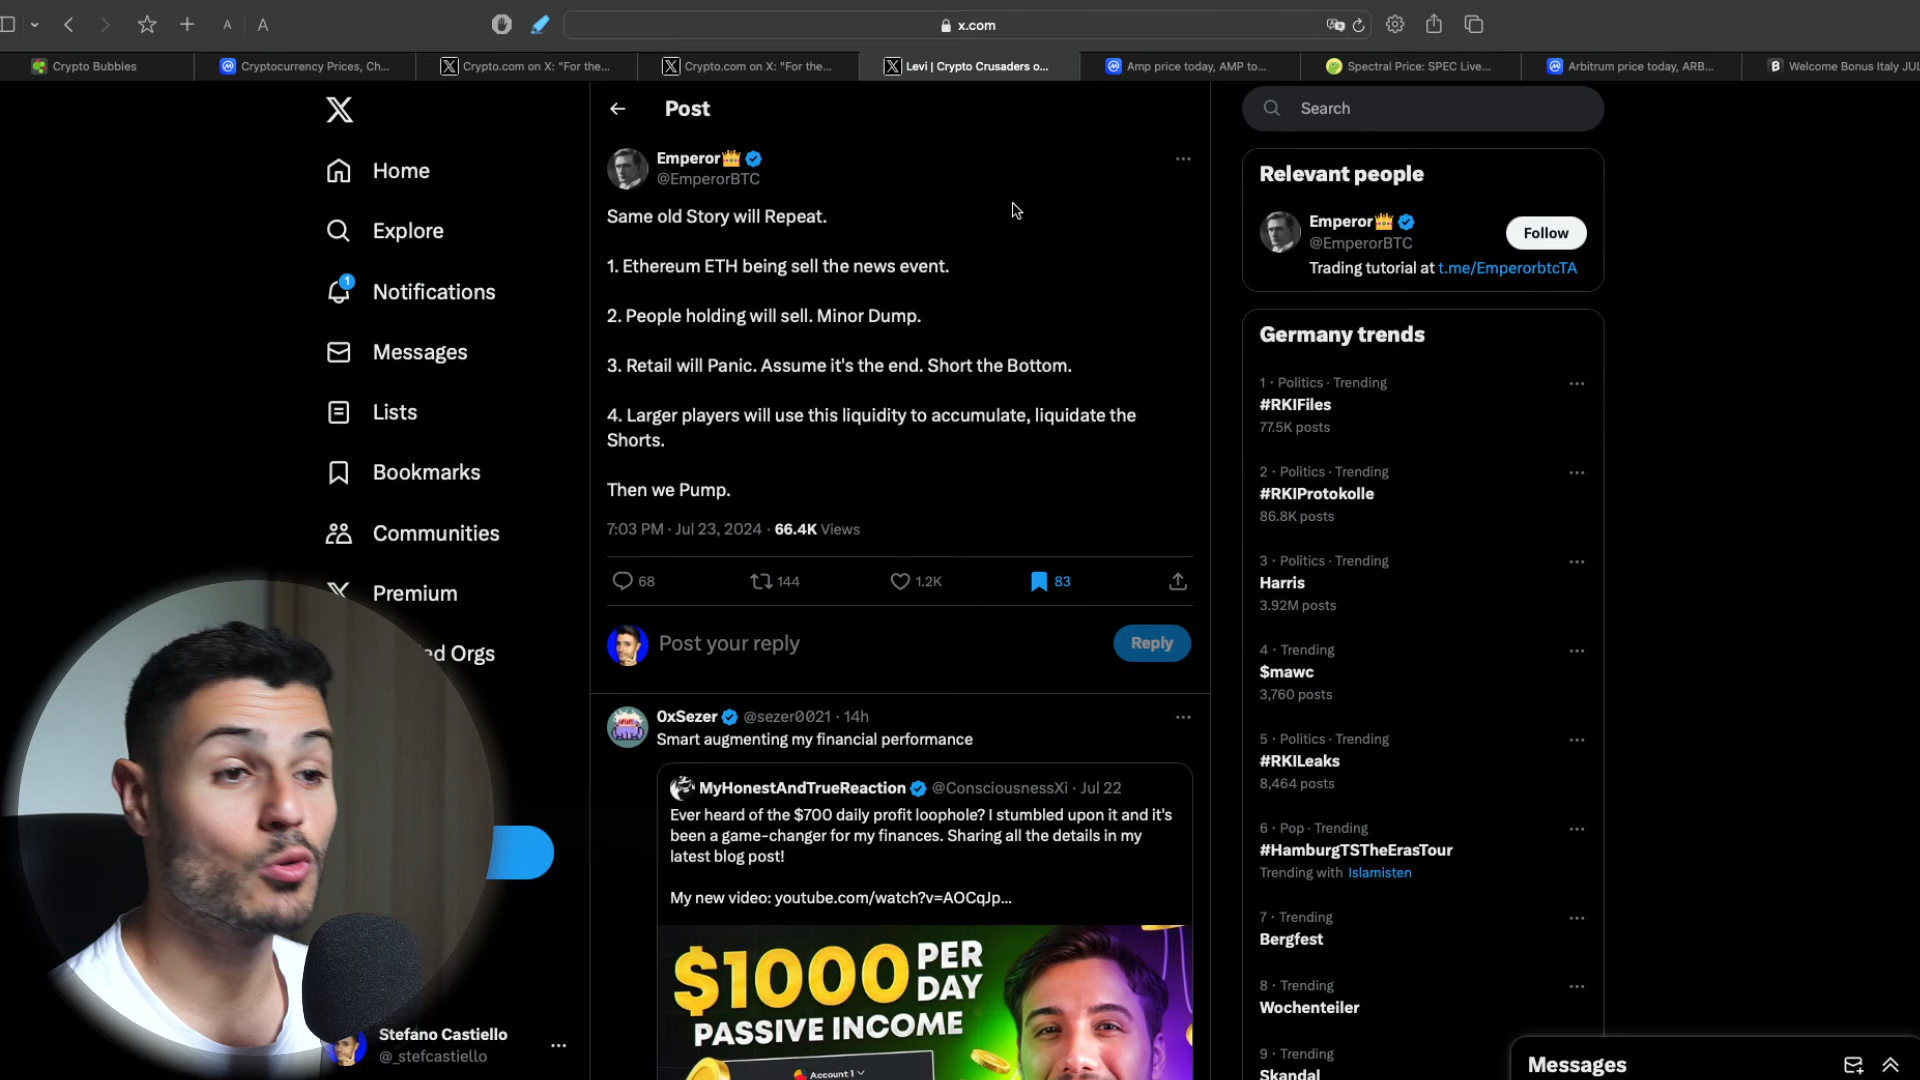 A A x.com
Crypto Bubbles
Cryptocurrency Prices, Ch...
Crypto.com on X: "For the...
Crypto.com on X: "For the...
Levi | Crypto Crusaders o...
Amp price today, AMP to...
Spectral Price: SPEC Live...
Arbitrum price today, ARB...
Welcome Bonus Italy JUL
Home
Explore
1
Notifications
Messages
Lists
Bookmarks
Communities
Premium
ed Orgs
Stefano Castiello
@_stefcastiello
Post
Emperor👑
@EmperorBTC
Same old Story will Repeat.
1. Ethereum ETH being sell the news event.
2. People holding will sell. Minor Dump.
3. Retail will Panic. Assume it's the end. Short the Bottom.
4. Larger players will use this liquidity to accumulate, liquidate the
Shorts.
Then we Pump.
7:03 PM · Jul 23, 2024 · 66.4K Views
68 144 1.2K 83
Post your reply
Reply
0xSezer @sezer0021 · 14h
Smart augmenting my financial performance
MyHonestAndTrueReaction @ConsciousnessXi · Jul 22
Ever heard of the $700 daily profit loophole? I stumbled upon it and it's
been a game-changer for my finances. Sharing all the details in my
latest blog post!
My new video: youtube.com/watch?v=AOCqJp...
$1000 PER
DAY
PASSIVE INCOME
Account 1
Search
Relevant people
Emperor👑
@EmperorBTC
Follow
Trading tutorial at t.me/EmperorbtcTA
Germany trends
1 · Politics · Trending
#RKIFiles
77.5K posts
2 · Politics · Trending
#RKIProtokolle
86.8K posts
3 · Politics · Trending
Harris
3.92M posts
4 · Trending
$mawc
3,760 posts
5 · Politics · Trending
#RKILeaks
8,464 posts
6 · Pop · Trending
#HamburgTSTheErasTour
Trending with Islamisten
7 · Trending
Bergfest
8 · Trending
Wochenteiler
9 · Trending
Skandal
Messages